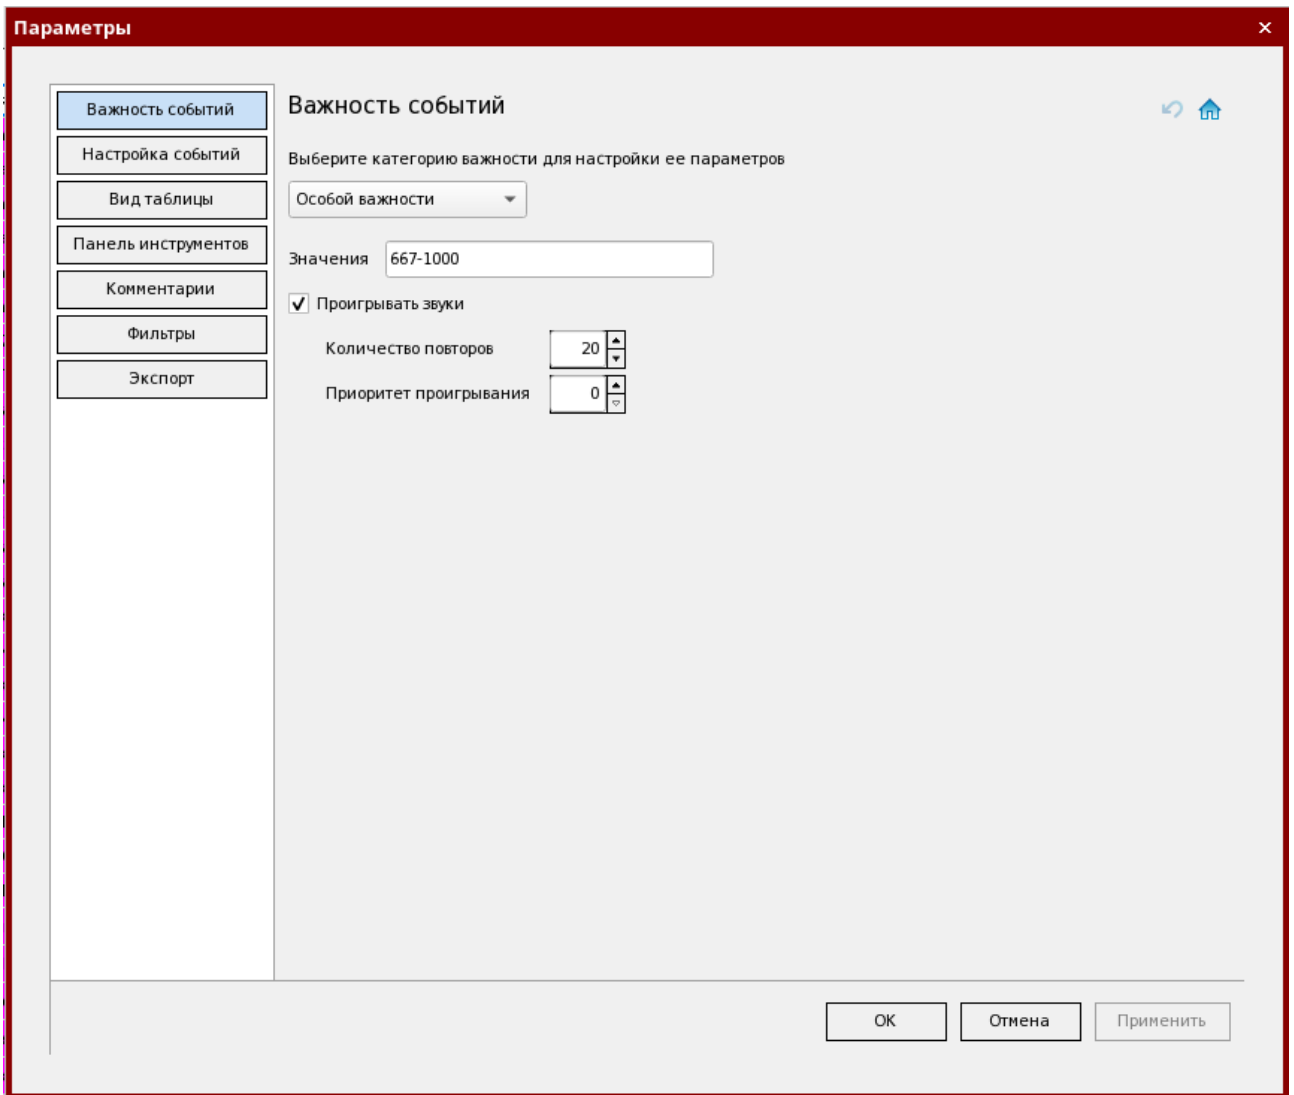 Параметры
Важность событий
Настройка событий
Вид таблицы
Панель инструментов
Комментарии
Фильтры
Экспорт
Важность событий
Выберите категорию важности для настройки ее параметров
Особой важности
Значения 667-1000
Проигрывать звуки
Количество повторов 20
Приоритет проигрывания 0
ОК Отмена Применить